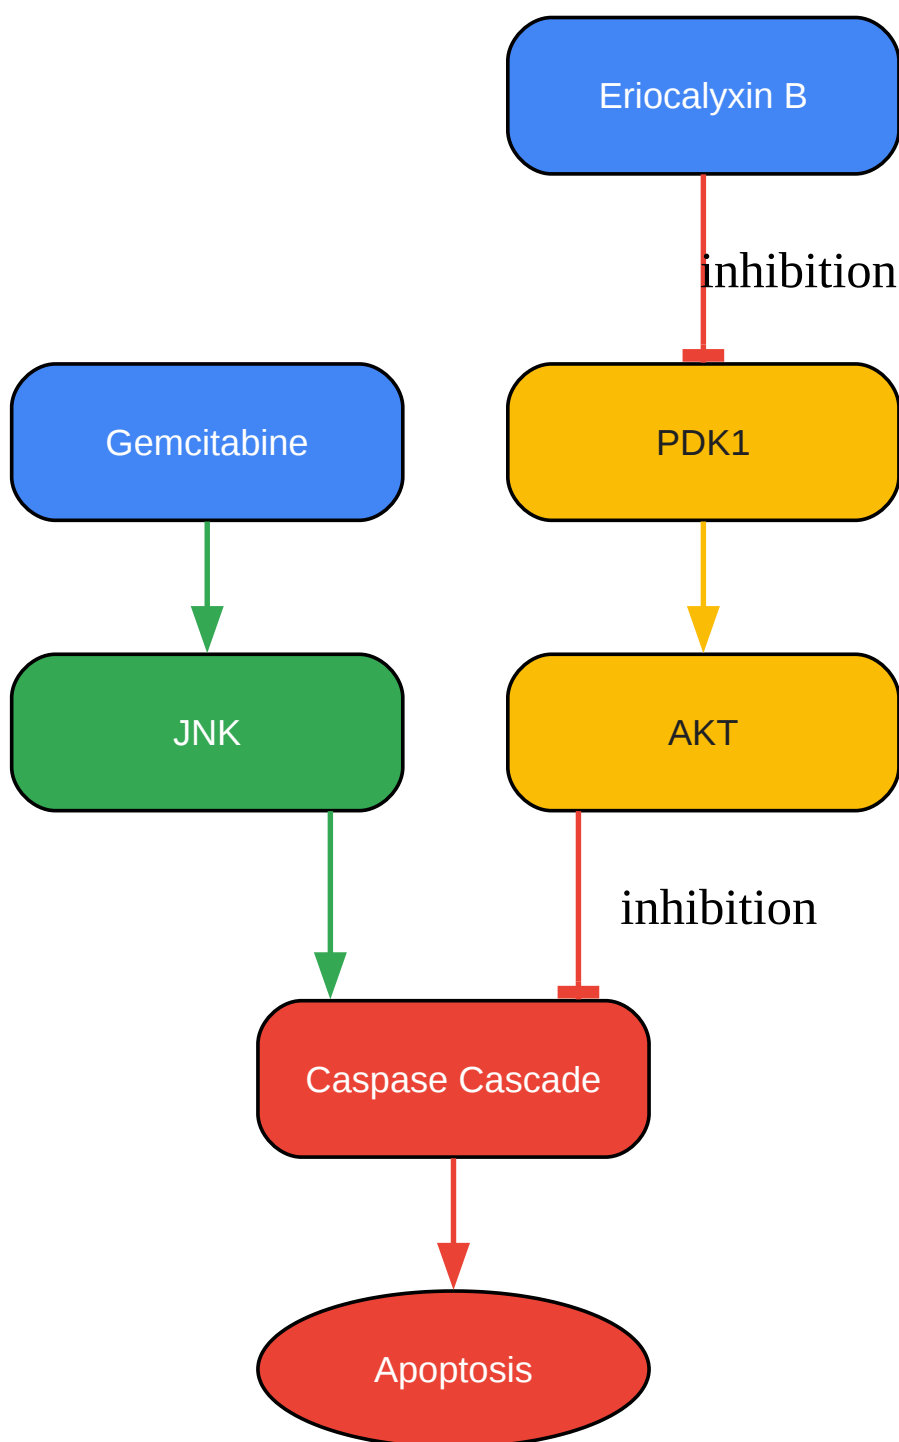 Eriocalyxin B
inhibition
Gemcitabine
PDK1
JNK
AKT
inhibition
Caspase Cascade
Apoptosis